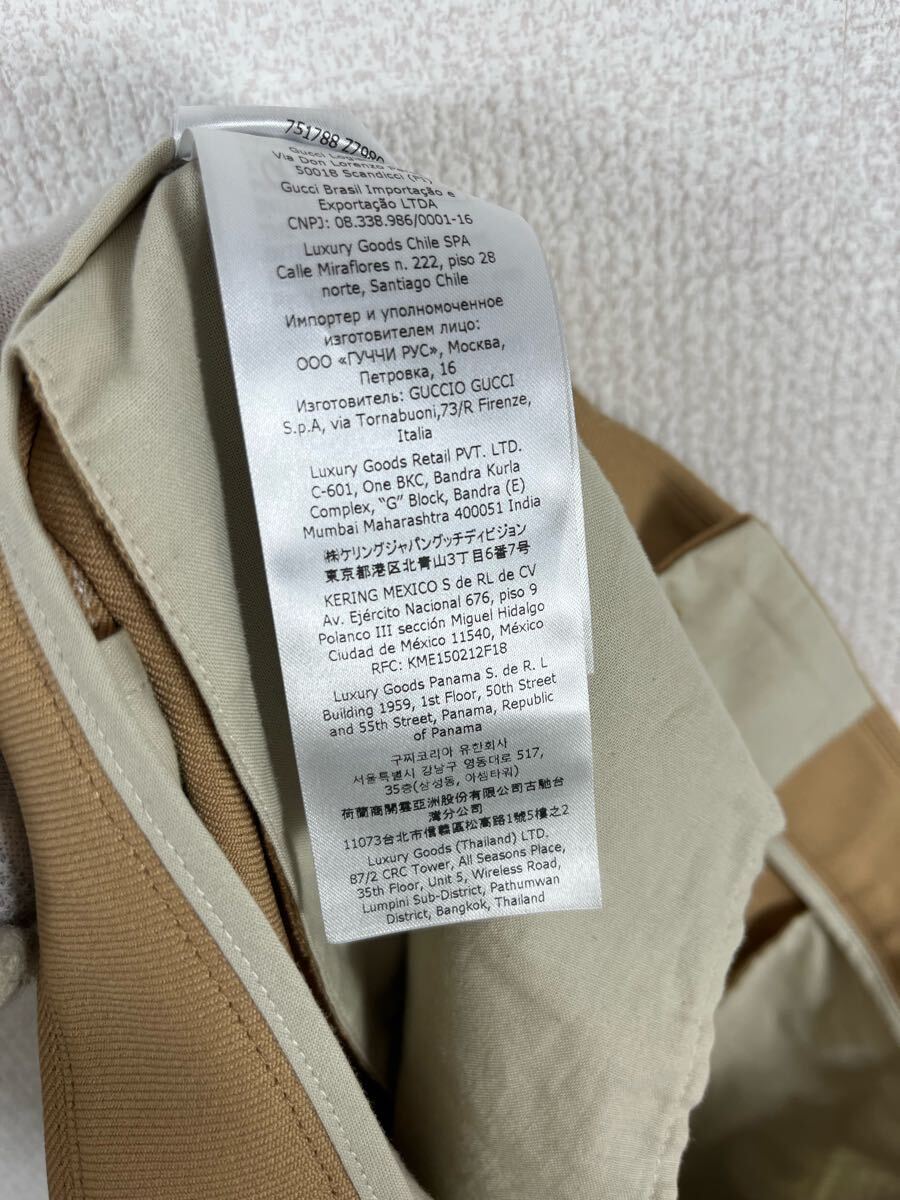 751788
Via Don Lorenzo
50018 Scandicci (FI)
Gucci Brasil Importação e
Exportação LTDA
CNPJ: 08.338.986/0001-16
Luxury Goods Chile SPA
Calle Miraflores n. 222, piso 28
norte, Santiago Chile
Импортер и уполномоченное
изготовителем лицо:
ООО «ГУЧЧИ РУС», Москва,
Петровка, 16
Изготовитель: GUCCIO GUCCI
S.p.A, via Tornabuoni,73/R Firenze,
Italia
Luxury Goods Retail PVT. LTD.
C-601, One BKC, Bandra Kurla
Complex, “G” Block, Bandra (E)
Mumbai Maharashtra 400051 India
㈱ケリングジャパングッチディビジョン
東京都港区北青山3丁目6番7号
KERING MEXICO S de RL de CV
Av. Ejército Nacional 676, piso 9
Polanco III sección Miguel Hidalgo
Ciudad de México 11540, México
RFC: KME150212F18
Luxury Goods Panama S. de R. L
Building 1959, 1st Floor, 50th Street
and 55th Street, Panama, Republic
of Panama
구찌코리아 유한회사
서울특별시 강남구 영동대로 517,
35층(삼성동, 아셈타워)
荷蘭商開雲亞洲股份有限公司古馳台
灣分公司
11073台北市信義區松高路1號5樓之2
Luxury Goods (Thailand) LTD.
87/2 CRC Tower, All Seasons Place,
35th Floor, Unit 5, Wireless Road,
Lumpini Sub-District, Pathumwan
District, Bangkok, Thailand